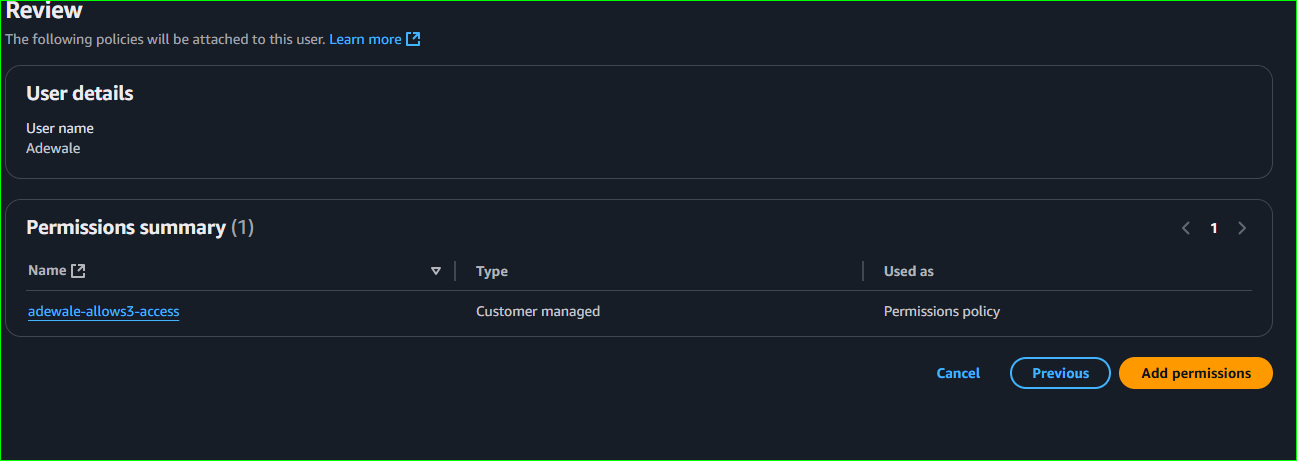 Review
The following policies will be attached to this user. Learn more
User details
User name
Adewale
Permissions summary (1)
1
Name Type Used as
adewale-allows3-access Customer managed Permissions policy
Cancel Previous Add permissions